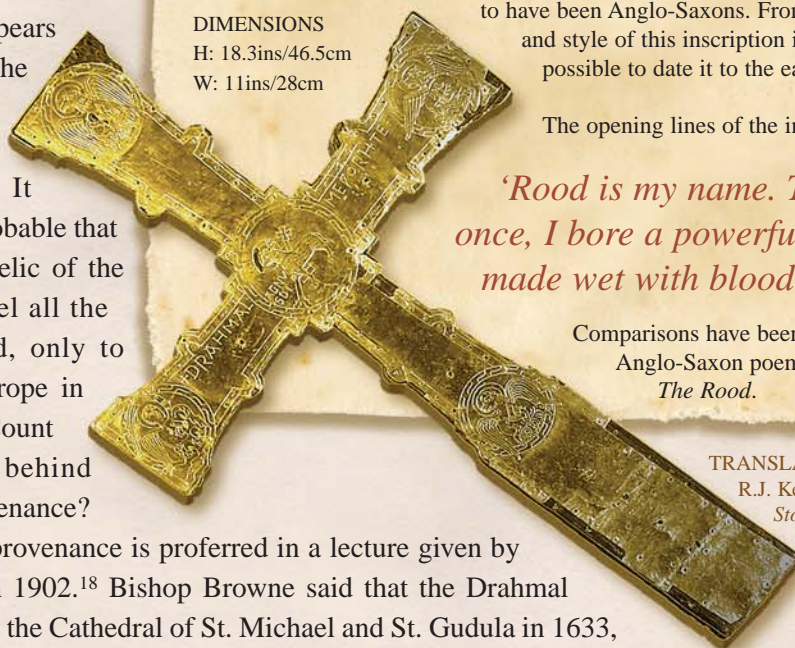 pears
he
It
bable that
elic of the
el all the
d, only to
rope in
ount
behind
enance?
provenance is proferred in a lecture given by
1902.18 Bishop Browne said that the Drahmal
the Cathedral of St. Michael and St. Gudula in 1633,
DIMENSIONS
H: 18.3ins/46.5cm
W: 11ins/28cm
to have been Anglo-Saxons. From
and style of this inscription i
possible to date it to the ea
The opening lines of the in
‘Rood is my name. T
once, I bore a powerfu
made wet with blood
Comparisons have been
Anglo-Saxon poem
The Rood.
TRANSLA
R.J. Ke
Sto
DRAHMAL
ME WORHTE